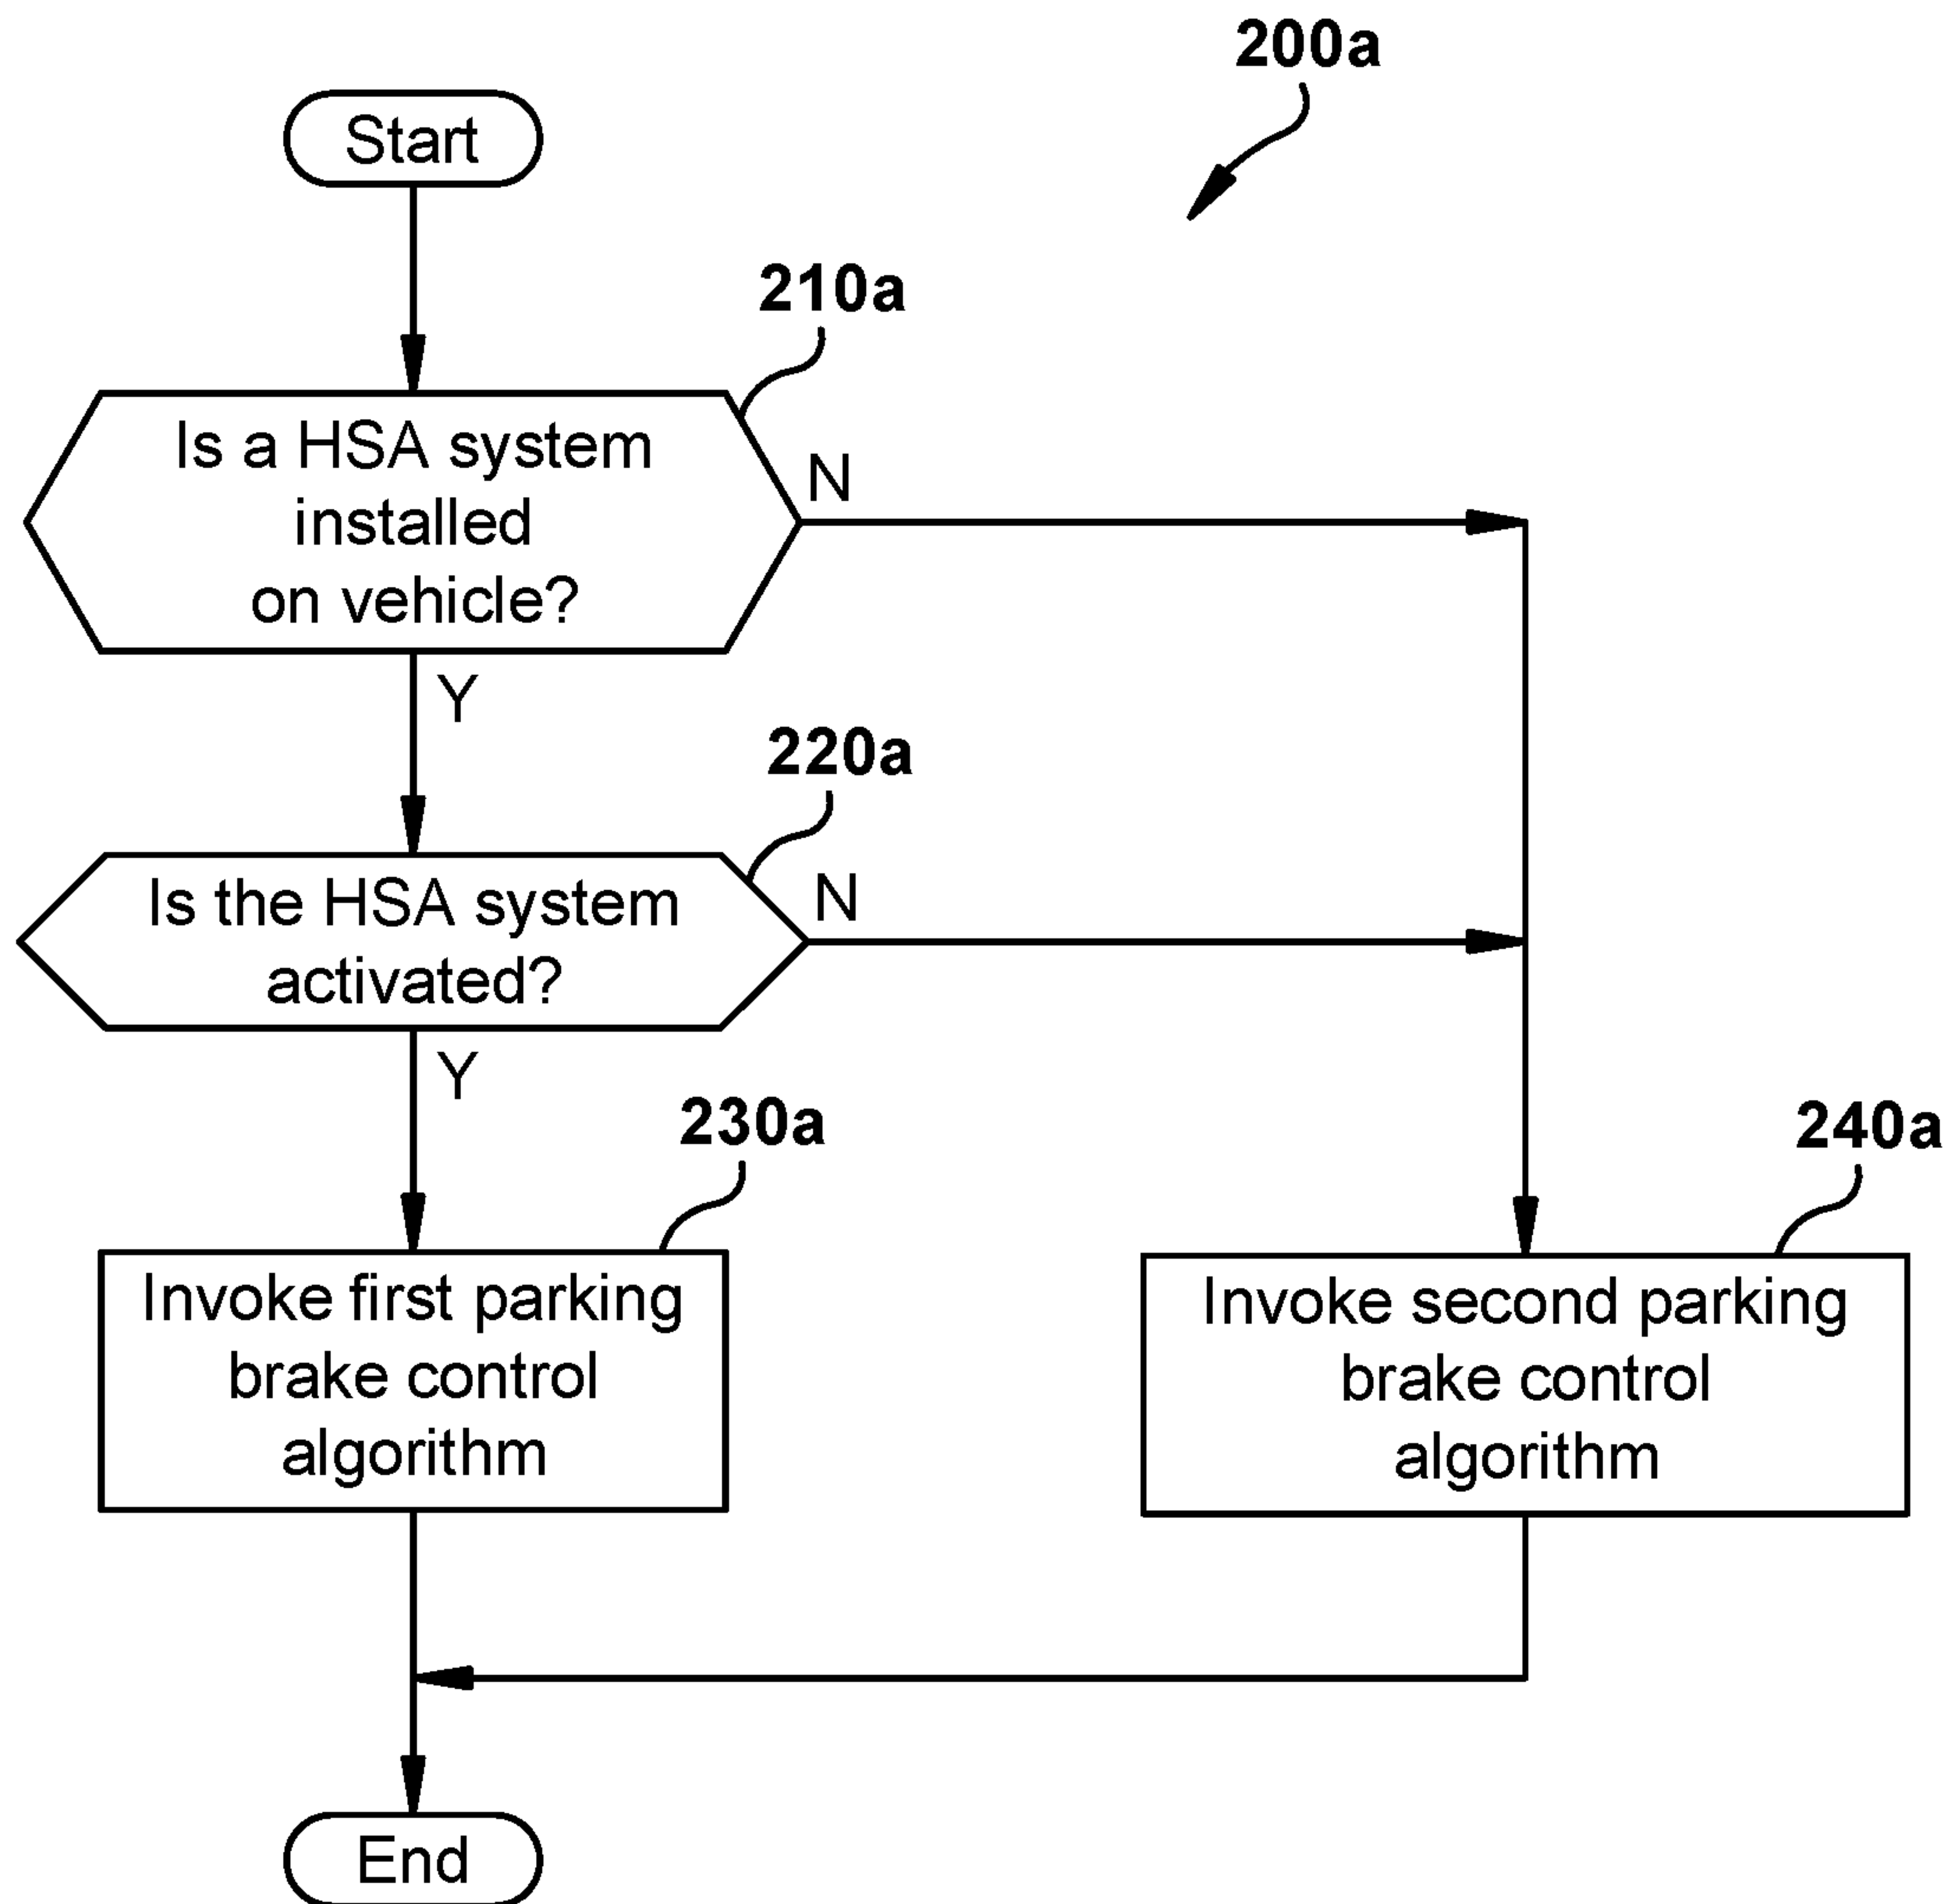 200a
Start
210a
Is a HSA system
installed
on vehicle?
N
Y
220a
Is the HSA system
activated?
N
Y
230a
240a
Invoke first parking
brake control
algorithm
Invoke second parking
brake control
algorithm
End